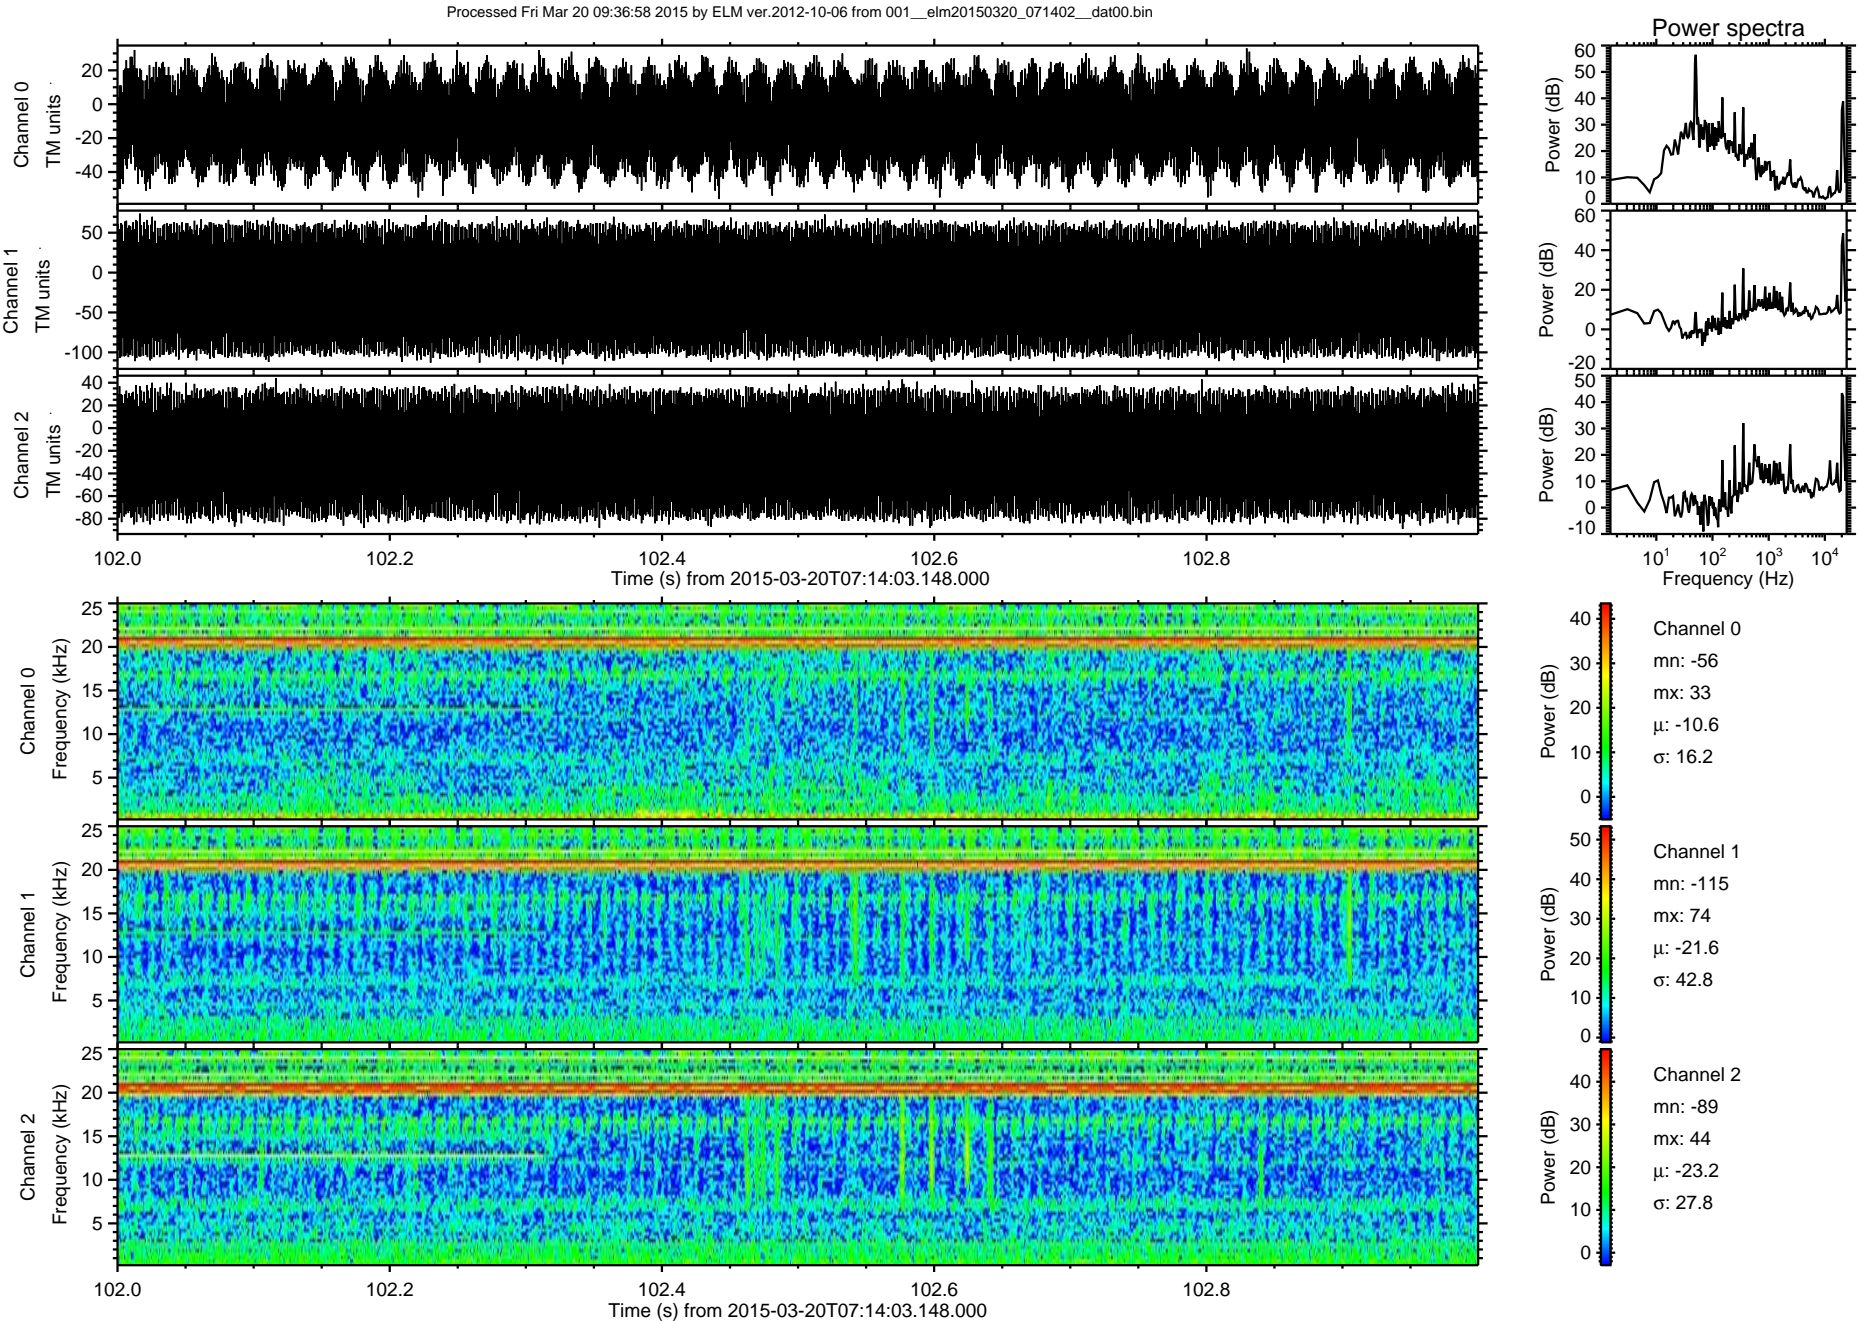 Processed Fri Mar 20 09:36:58 2015 by ELM ver.2012-10-06 from 001__elm20150320_071402__dat00.bin
Power spectra
Channel 0
TM units
20
0
-20
-40
Power (dB)
60
50
40
30
20
10
0
Channel 1
TM units
50
0
-50
-100
Power (dB)
60
40
20
0
-20
Channel 2
TM units
40
20
0
-20
-40
-60
-80
Power (dB)
50
40
30
20
10
0
-10
102.0 102.2 102.4 102.6 102.8
Time (s) from 2015-03-20T07:14:03.148.000
10^1 10^2 10^3 10^4
Frequency (Hz)
Channel 0
Frequency (kHz)
25
20
15
10
5
Power (dB)
40
30
20
10
0
Channel 0
mn: -56
mx: 33
μ: -10.6
σ: 16.2
Channel 1
Frequency (kHz)
25
20
15
10
5
Power (dB)
50
40
30
20
10
0
Channel 1
mn: -115
mx: 74
μ: -21.6
σ: 42.8
Channel 2
Frequency (kHz)
25
20
15
10
5
Power (dB)
40
30
20
10
0
Channel 2
mn: -89
mx: 44
μ: -23.2
σ: 27.8
102.0 102.2 102.4 102.6 102.8
Time (s) from 2015-03-20T07:14:03.148.000